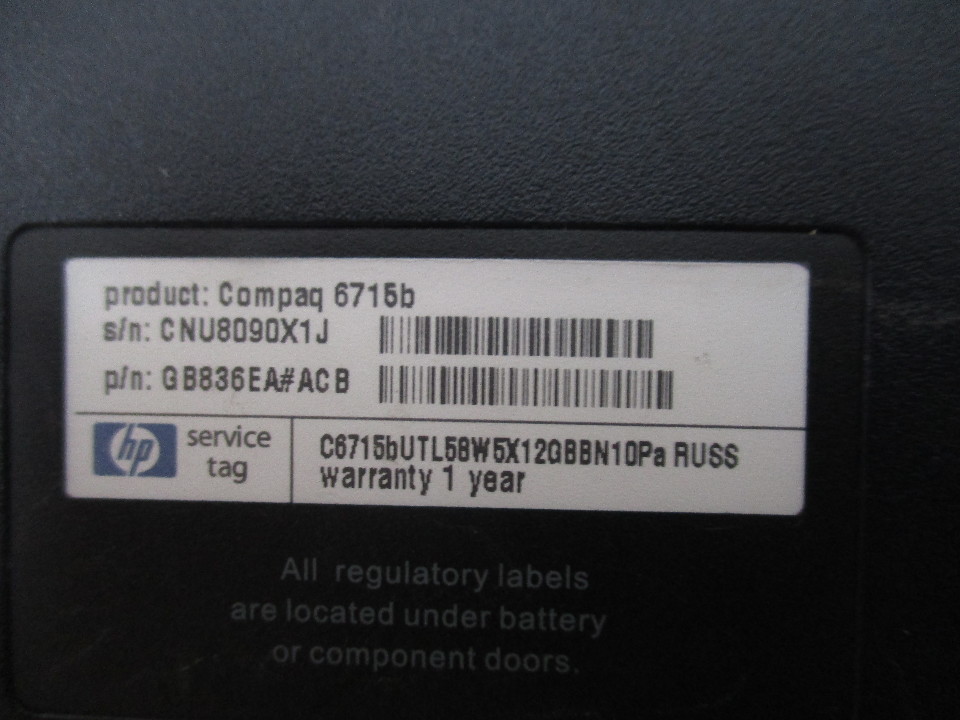 product: Compaq 6715b
s/n: CNU8090X1J
p/n: GB836EA#ACB
hp service tag
C6715bUTL58W5X12GBBN10Pa RUSS
warranty 1 year
All regulatory labels
are located under battery
or component doors.